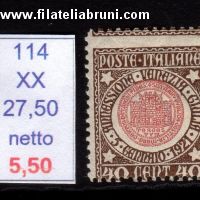 www.filateliabruni.com
114
XX
27,50
netto
5,50
POSTE·ITALIANE
ANNESSIONE·VENEZIA·GIULIA
5·GENNAIO·1921
40 CENT. 40